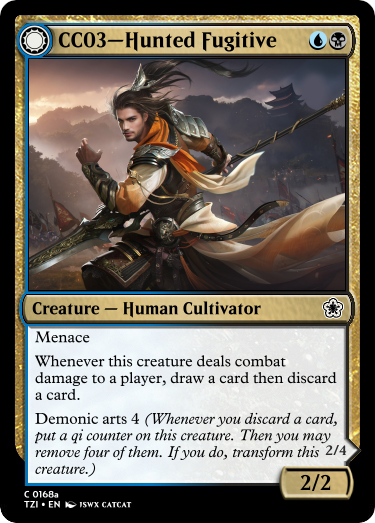 CC03—Hunted Fugitive
Creature — Human Cultivator
Menace
Whenever this creature deals combat
damage to a player, draw a card then discard
a card.
Demonic arts 4 (Whenever you discard a card,
put a qi counter on this creature. Then you may
remove four of them. If you do, transform this
creature.)
2/4
2/2
C 0168a
TZI • EN JSWX CATCAT